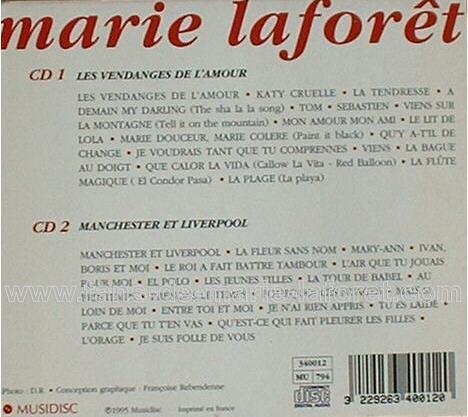 marie laforêt
CD 1 LES VENDANGES DE L'AMOUR
LES VENDANGES DE L'AMOUR • KATY CRUELLE • LA TENDRESSE • A
DEMAIN MY DARLING (The sha la la song) • TOM • SEBASTIEN • VIENS SUR
LA MONTAGNE (Tell it on the mountain) • MON AMOUR MON AMI • LE LIT DE
LOLA • MARIE DOUCEUR, MARIE COLERE (Paint it black) • QU'Y A-T'IL DE
CHANGE • JE VOUDRAIS TANT QUE TU COMPRENNES • VIENS • LA BAGUE
AU DOIGT • QUE CALOR LA VIDA (Callow La Vita - Red Balloon) • LA FLÛTE
MAGIQUE ( El Condor Pasa) • LA PLAGE (La playa)
CD 2 MANCHESTER ET LIVERPOOL
MANCHESTER ET LIVERPOOL • LA FLEUR SANS NOM • MARY-ANN • IVAN,
BORIS ET MOI • LE ROI A FAIT BATTRE TAMBOUR • L'AIR QUE TU JOUAIS
POUR MOI • EL POLO • LES JEUNES FILLES • LA TOUR DE BABEL • AU
LOIN DE MOI • ENTRE TOI ET MOI • JE N'AI RIEN APPRIS • TU ES LAIDE •
PARCE QUE TU T'EN VAS • QU'EST-CE QUI FAIT PLEURER LES FILLES •
L'ORAGE • JE SUIS FOLLE DE VOUS
340012
MU 794
Photo : D.R. • Conception graphique : Françoise Rebendenne
MUSIDISC ©1995 Musidisc Imprimé en france
COMPACT disc DIGITAL AUDIO
3 229263 400120